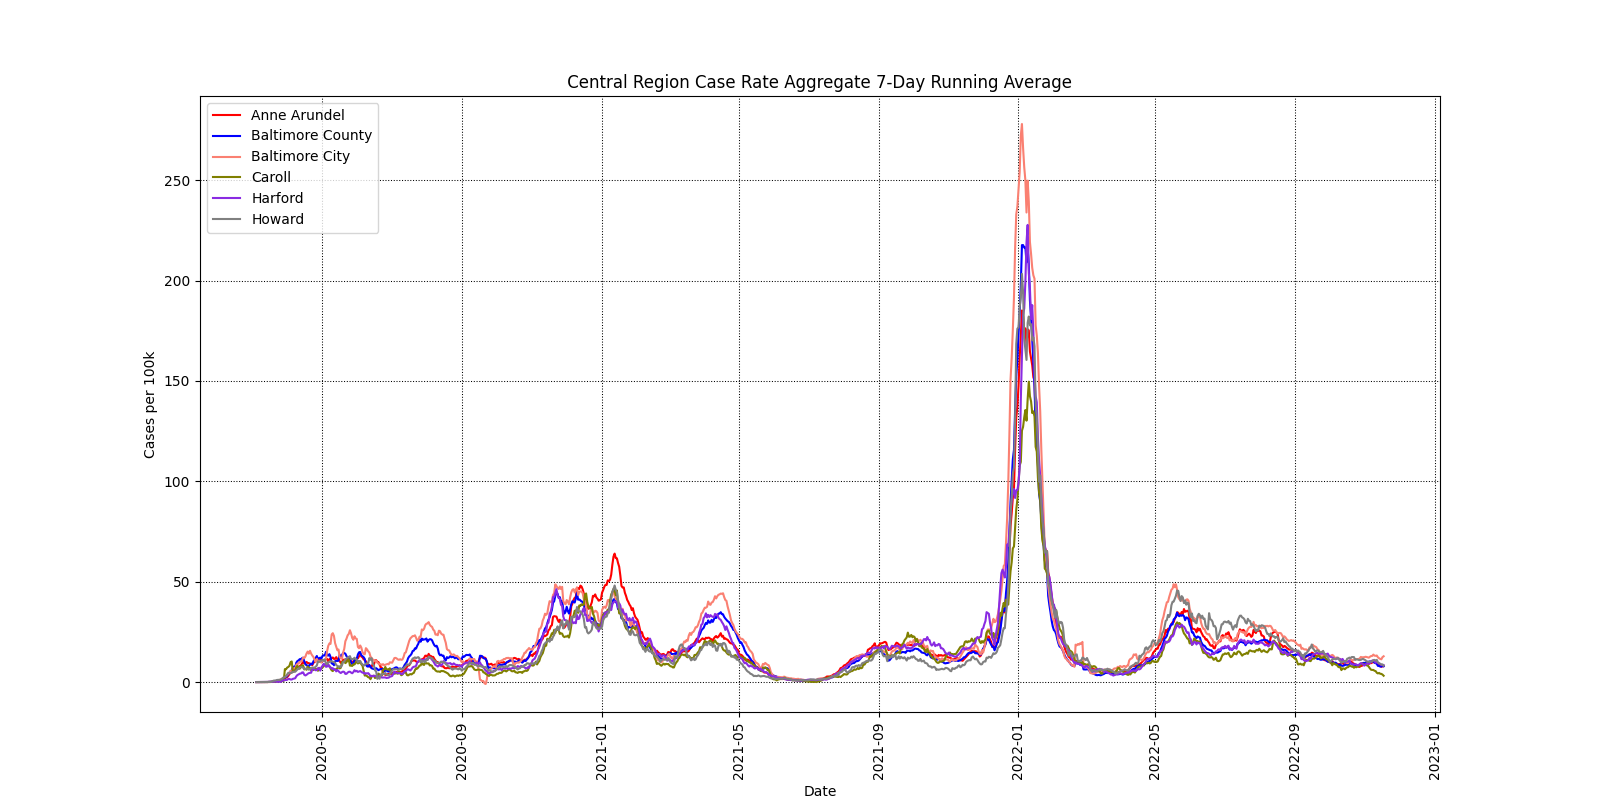 Central Region Case Rate Aggregate 7-Day Running Average
Anne Arundel
Baltimore County
Baltimore City
Caroll
Harford
Howard
250
200
150
100
50
0
Cases per 100k
2020-05
2020-09
2021-01
2021-05
2021-09
2022-01
2022-05
2022-09
2023-01
Date